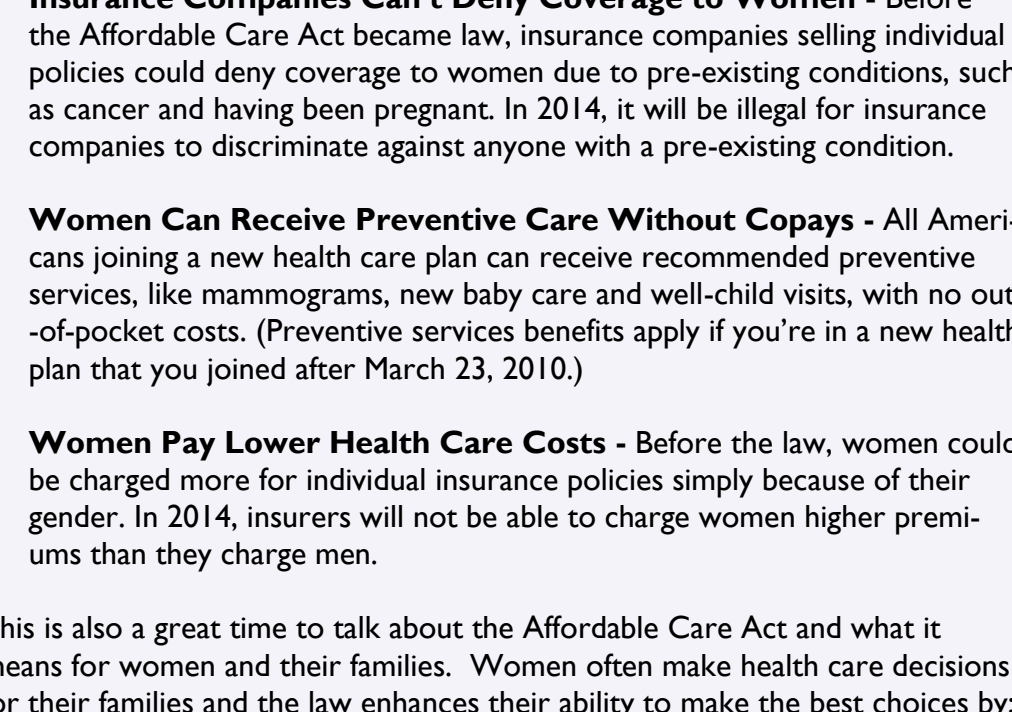 Insurance Companies Can't Deny Coverage to Women - Before
the Affordable Care Act became law, insurance companies selling individual
policies could deny coverage to women due to pre-existing conditions, such
as cancer and having been pregnant. In 2014, it will be illegal for insurance
companies to discriminate against anyone with a pre-existing condition.
Women Can Receive Preventive Care Without Copays - All Ameri-
cans joining a new health care plan can receive recommended preventive
services, like mammograms, new baby care and well-child visits, with no out
-of-pocket costs. (Preventive services benefits apply if you're in a new health
plan that you joined after March 23, 2010.)
Women Pay Lower Health Care Costs - Before the law, women could
be charged more for individual insurance policies simply because of their
gender. In 2014, insurers will not be able to charge women higher premi-
ums than they charge men.
his is also a great time to talk about the Affordable Care Act and what it
eans for women and their families. Women often make health care decisions
or their families and the law enhances their ability to make the best choices by: